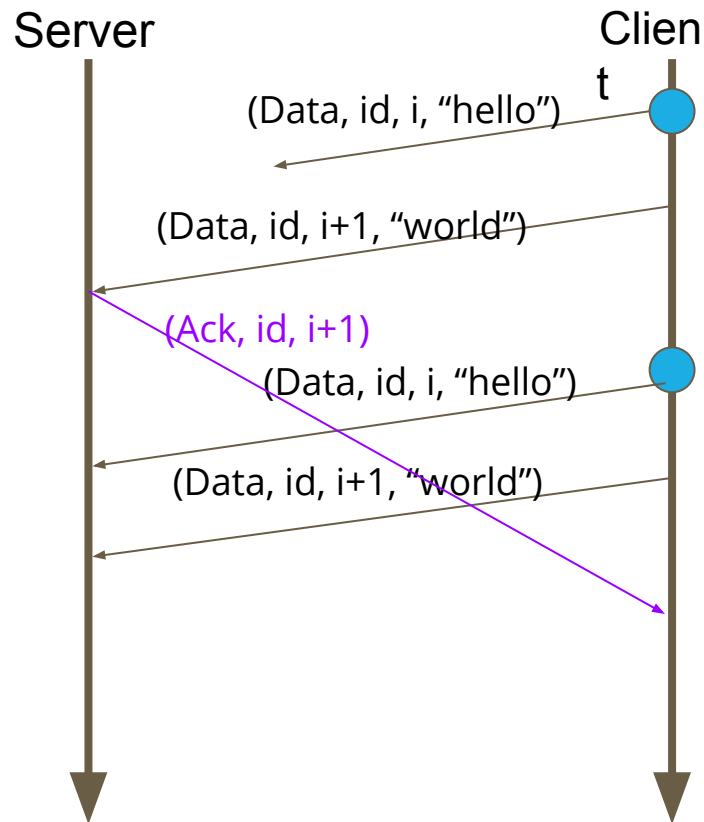 Server
Clien
t
(Data, id, i, “hello”)
(Data, id, i+1, “world”)
(Ack, id, i+1)
(Data, id, i, “hello”)
(Data, id, i+1, “world”)